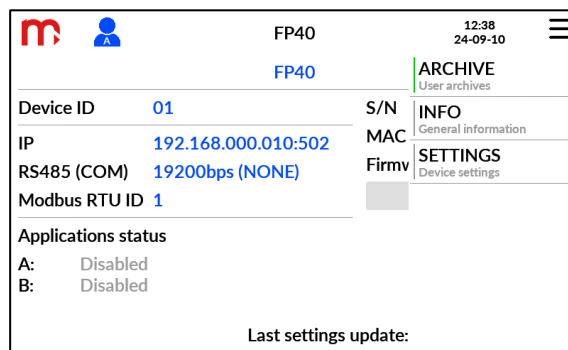 FP40
12:38
24-09-10
A
FP40
ARCHIVE
User archives
INFO
General information
SETTINGS
Device settings
Device ID 01
S/N
IP 192.168.000.010:502
MAC
RS485 (COM) 19200bps (NONE)
Firmv
Modbus RTU ID 1
Applications status
A: Disabled
B: Disabled
Last settings update: